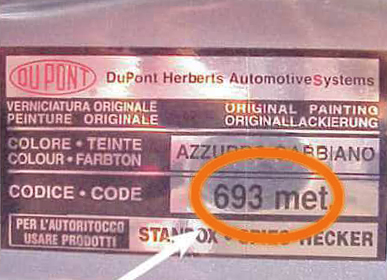 DU PONT DuPont Herberts AutomotiveSystems
VERNICIATURA ORIGINALE ORIGINAL PAINTING
PEINTURE ORIGINALE ORIGINALLACKIERUNG
COLORE • TEINTE
COLOUR • FARBTON
AZZURRO GABBIANO
CODICE • CODE 693 met
PER L'AUTORITOCCO
USARE PRODOTTI
STANDOX • SPIES HECKER